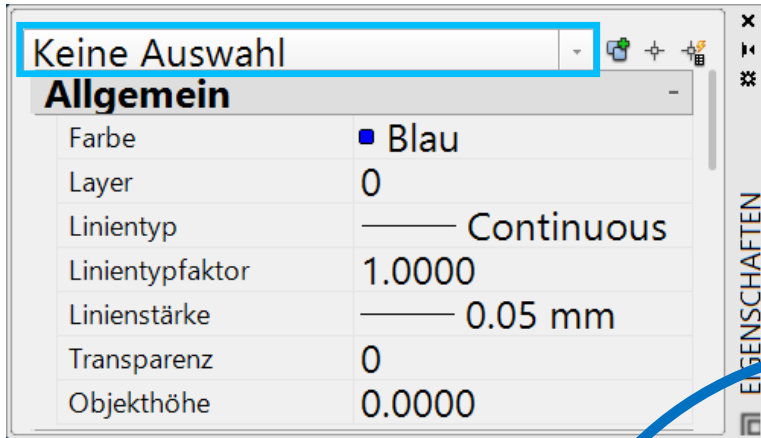 Keine Auswahl
Allgemein
Farbe Blau
Layer 0
Linientyp Continuous
Linientypfaktor 1.0000
Linienstärke 0.05 mm
Transparenz 0
Objekthöhe 0.0000
EIGENSCHAFTEN